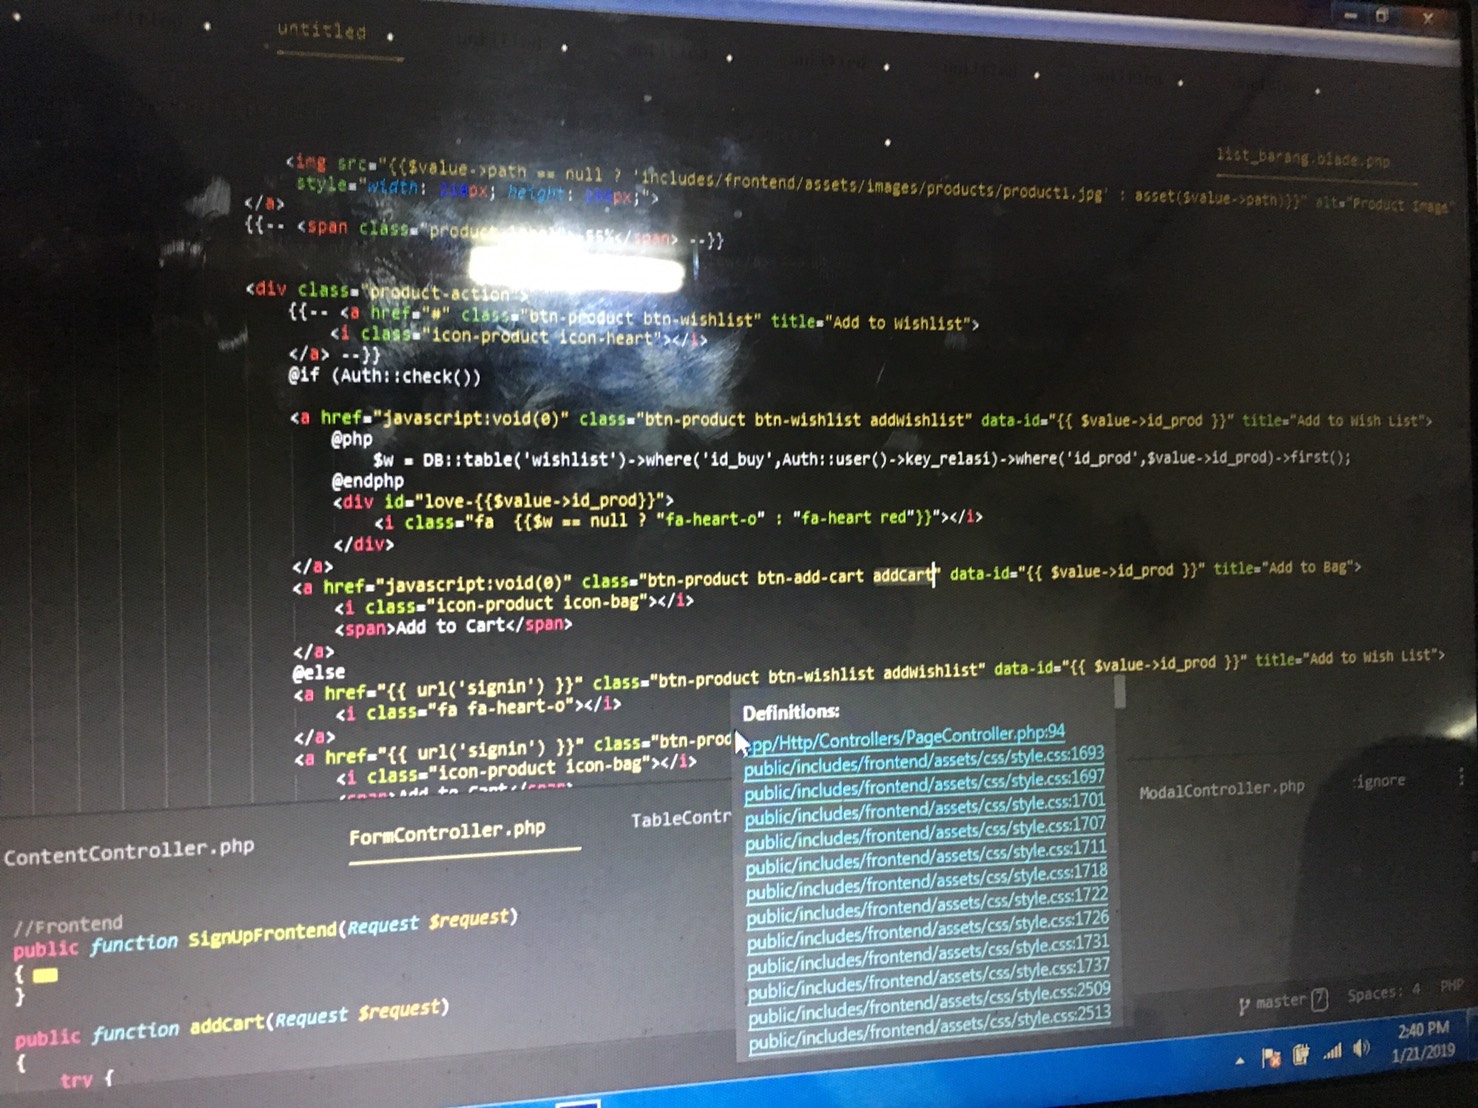 untitled
list_barang.blade.php
<img src="{{$value->path == null ? 'includes/frontend/assets/images/products/product1.jpg' : asset($value->path)}}" alt="Product Image"
style="width: px; height: px;">
</a>
{{-- <span class="product 55%</span> --}}
<div class="product-action">
{{-- <a href="#" class="btn-product btn-wishlist" title="Add to Wishlist">
<i class="icon-product icon-heart"></i>
</a> --}}
@if (Auth::check())
<a href="javascript:void(0)" class="btn-product btn-wishlist addwishlist" data-id="{{ $value->id_prod }}" title="Add to Wish List">
@php
$w = DB::table('wishlist')->where('id_buy',Auth::user()->key_relasi)->where('id_prod',$value->id_prod)->first();
@endphp
<div id="love-{{$value->id_prod}}">
<i class="fa {{$w == null ? "fa-heart-o" : "fa-heart red"}}"></i>
</div>
</a>
<a href="javascript:void(0)" class="btn-product btn-add-cart addCart" data-id="{{ $value->id_prod }}" title="Add to Bag">
<i class="icon-product icon-bag"></i>
<span>Add to Cart</span>
</a>
@else
<a href="{{ url('signin') }}" class="btn-product btn-wishlist addwishlist" data-id="{{ $value->id_prod }}" title="Add to Wish List">
<i class="fa fa-heart-o"></i>
</a>
<a href="{{ url('signin') }}" class="btn-prod
<i class="icon-product icon-bag"></i>
<span>Add to Cart</span>
Definitions:
pp/Http/Controllers/PageController.php:94
public/includes/frontend/assets/css/style.css:1693
public/includes/frontend/assets/css/style.css:1697
public/includes/frontend/assets/css/style.css:1701
public/includes/frontend/assets/css/style.css:1707
public/includes/frontend/assets/css/style.css:1711
public/includes/frontend/assets/css/style.css:1718
public/includes/frontend/assets/css/style.css:1722
public/includes/frontend/assets/css/style.css:1726
public/includes/frontend/assets/css/style.css:1731
public/includes/frontend/assets/css/style.css:1737
public/includes/frontend/assets/css/style.css:2509
public/includes/frontend/assets/css/style.css:2513
ContentController.php
FormController.php
TableContr
ModalController.php
:ignore
//Frontend
public function SignUpFrontend(Request $request)
{
}
public function addCart(Request $request)
{
try {
master 7
Spaces: 4
PHP
2:40 PM
1/21/2019